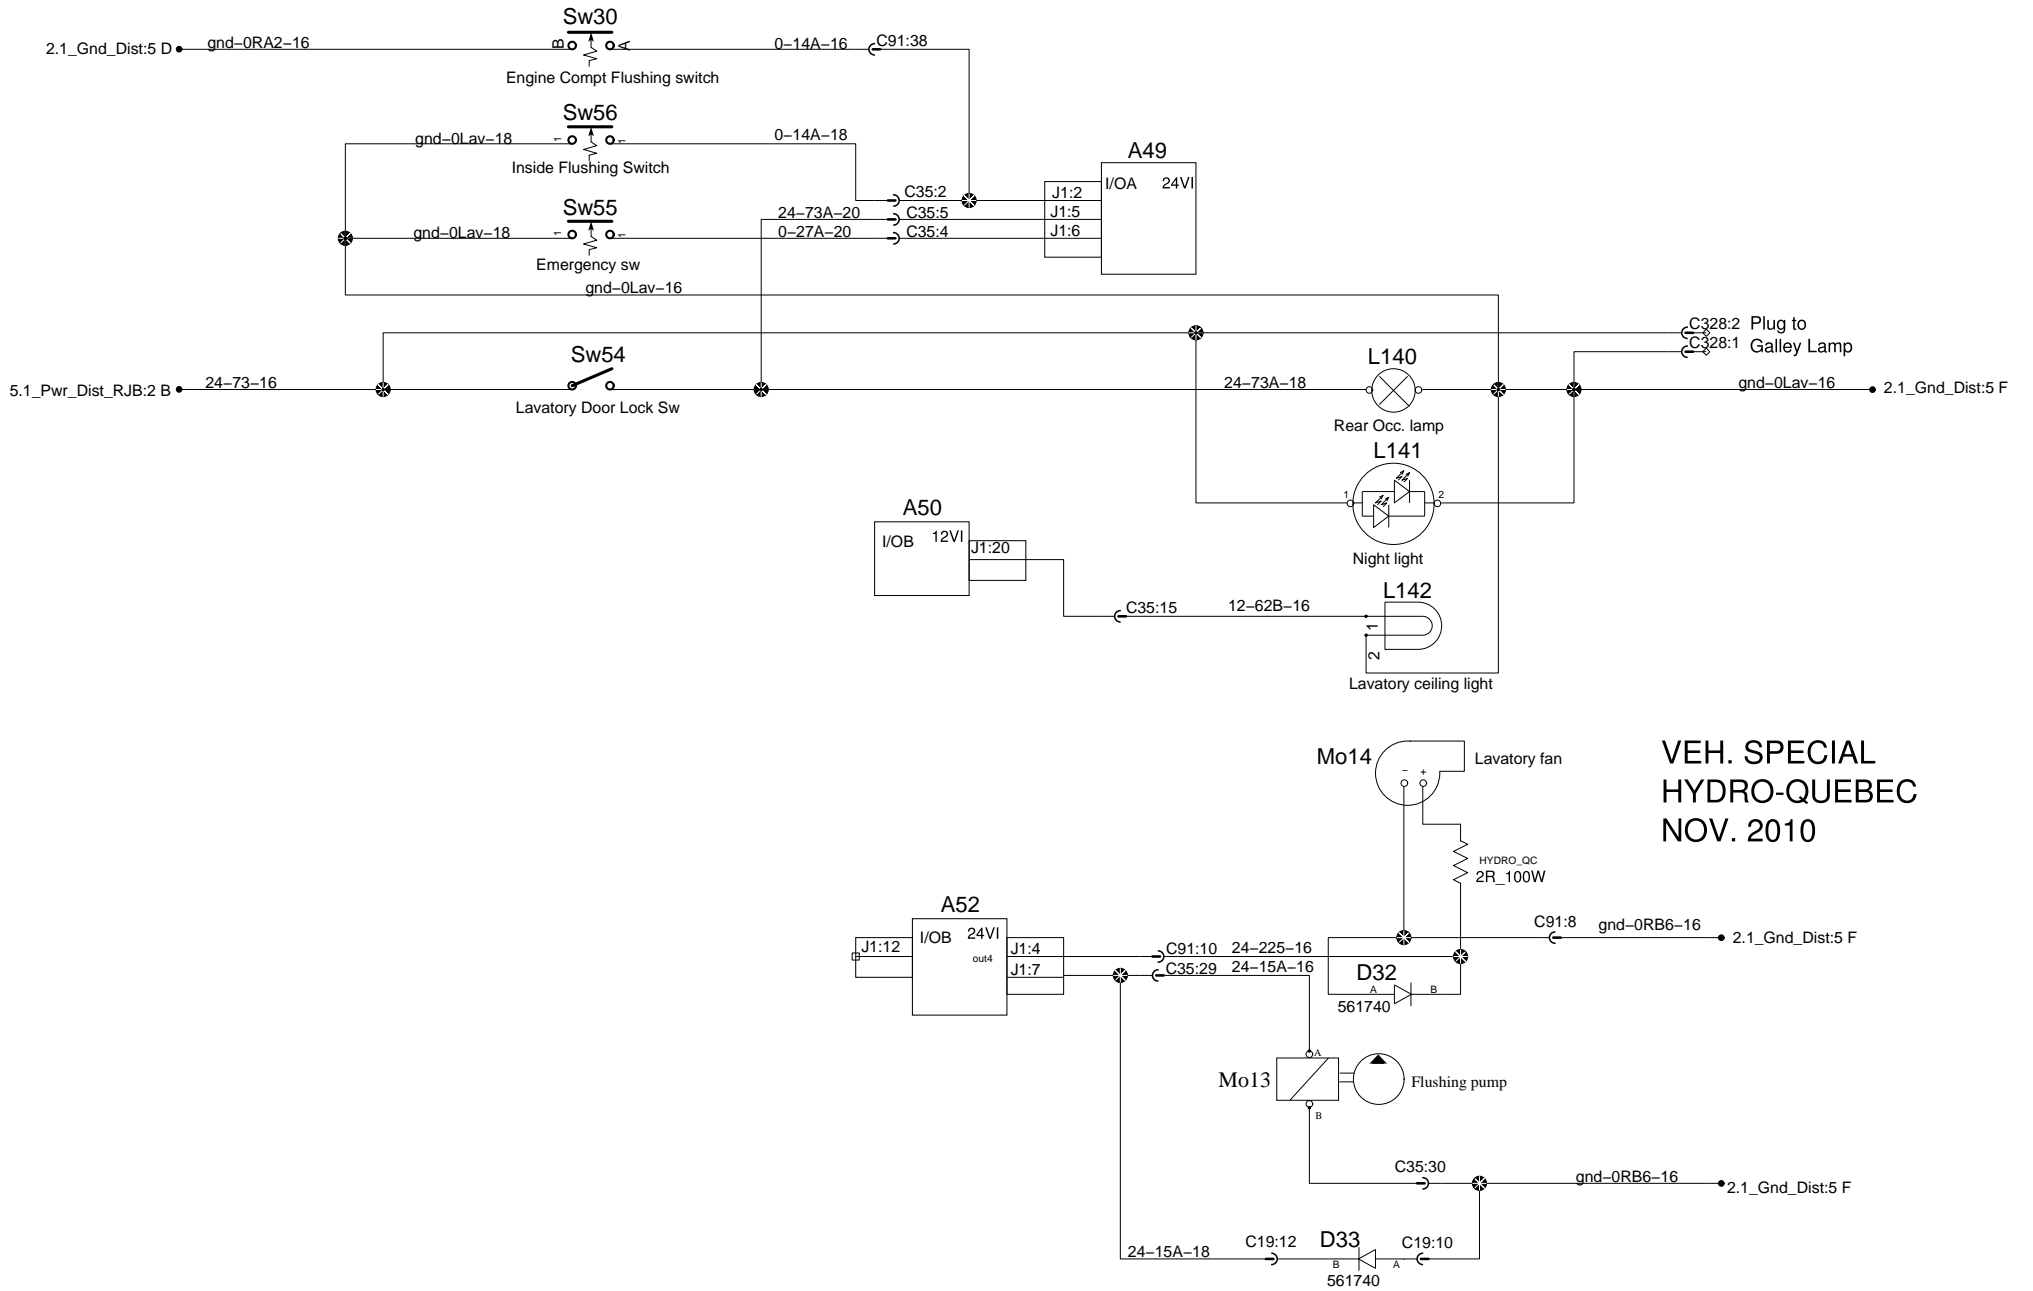 Sw30
2.1_Gnd_Dist:5 D
gnd-0RA2-16
B
A
0-14A-16
C91:38
Engine Compt Flushing switch
Sw56
gnd-0Lav-18
1
1
0-14A-18
Inside Flushing Switch
A49
I/OA
24VI
J1:2
J1:5
J1:6
C35:2
C35:5
C35:4
24-73A-20
0-27A-20
Sw55
gnd-0Lav-18
1
1
Emergency sw
gnd-0Lav-16
C328:2
Plug to
C328:1
Galley Lamp
Sw54
5.1_Pwr_Dist_RJB:2 B
24-73-16
Lavatory Door Lock Sw
24-73A-18
L140
Rear Occ. lamp
gnd-0Lav-16
2.1_Gnd_Dist:5 F
L141
1
2
Night light
A50
I/OB
12VI
J1:20
C35:15
12-62B-16
L142
1
2
Lavatory ceiling light
Mo14
- +
Lavatory fan
VEH. SPECIAL
HYDRO-QUEBEC
NOV. 2010
HYDRO_QC
2R_100W
A52
I/OB
24VI
out4
J1:12
J1:4
J1:7
C91:10
24-225-16
C35:29
24-15A-16
C91:8
gnd-0RB6-16
2.1_Gnd_Dist:5 F
D32
A
B
561740
A
Mo13
Flushing pump
B
C35:30
gnd-0RB6-16
2.1_Gnd_Dist:5 F
24-15A-18
C19:12
D33
C19:10
B
A
561740